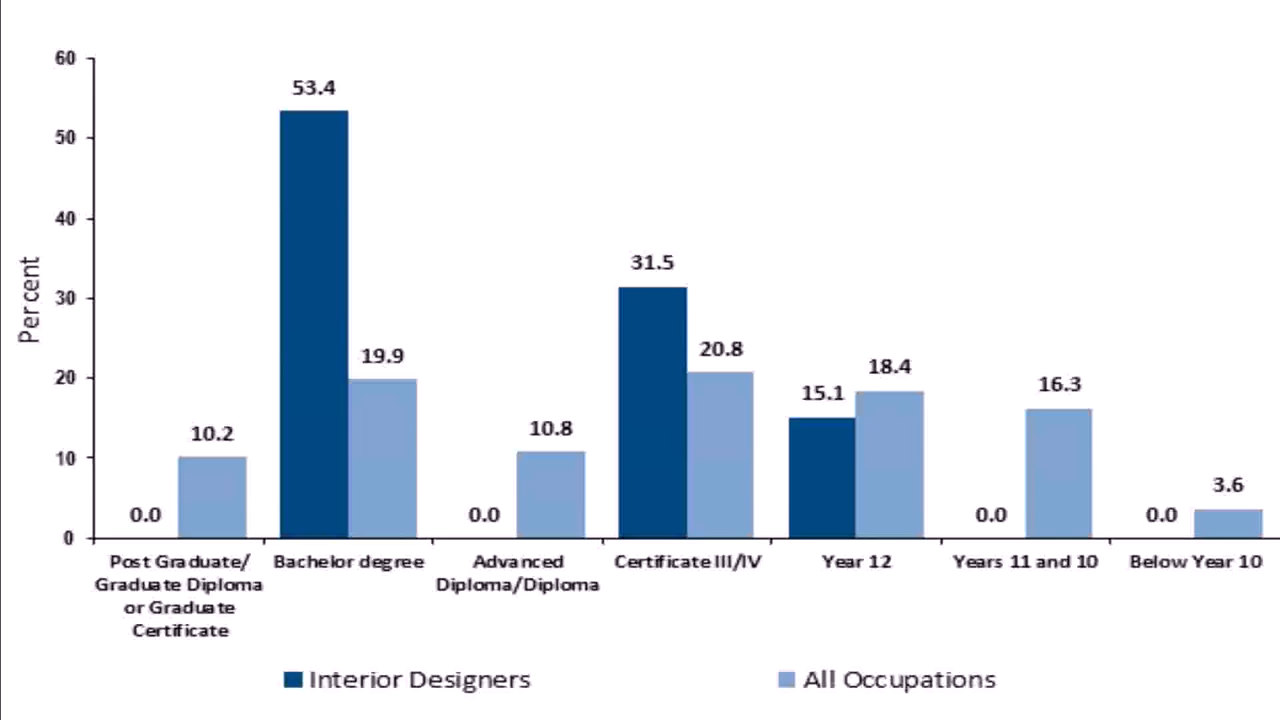 60
53.4
50
40
Per cent
31.5
30
19.9
20.8
20
18.4
15.1
16.3
10.2
10.8
10
3.6
0.0
0.0
0.0
0.0
0
Post Graduate/
Graduate Diploma
or Graduate
Certificate
Bachelor degree
Advanced
Diploma/Diploma
Certificate III/IV
Year 12
Years 11 and 10
Below Year 10
Interior Designers
All Occupations